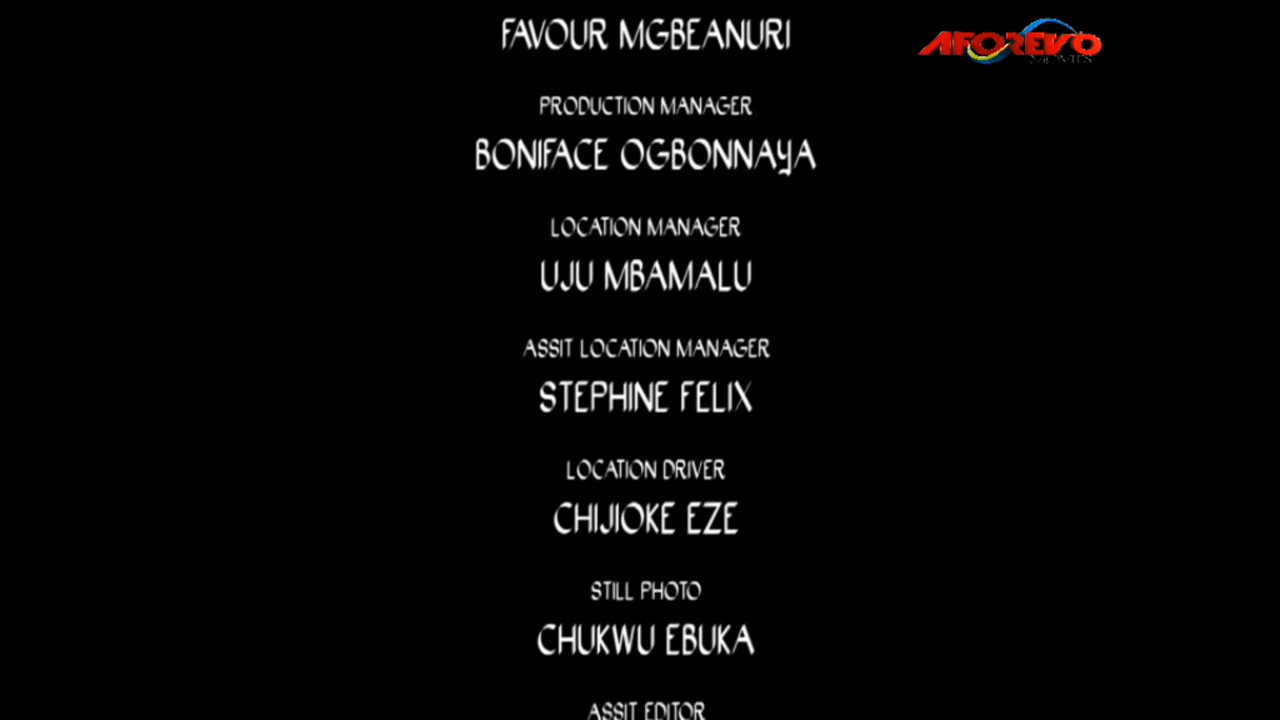 FAVOUR MGBEANURI
AFOREVO
PRODUCTION MANAGER
BONIFACE OGBONNAYA
LOCATION MANAGER
UJU MBAMALU
ASSIT LOCATION MANAGER
STEPHINE FELIX
LOCATION DRIVER
CHIJIOKE EZE
STILL PHOTO
CHUKWU EBUKA
ASSIT EDITOR